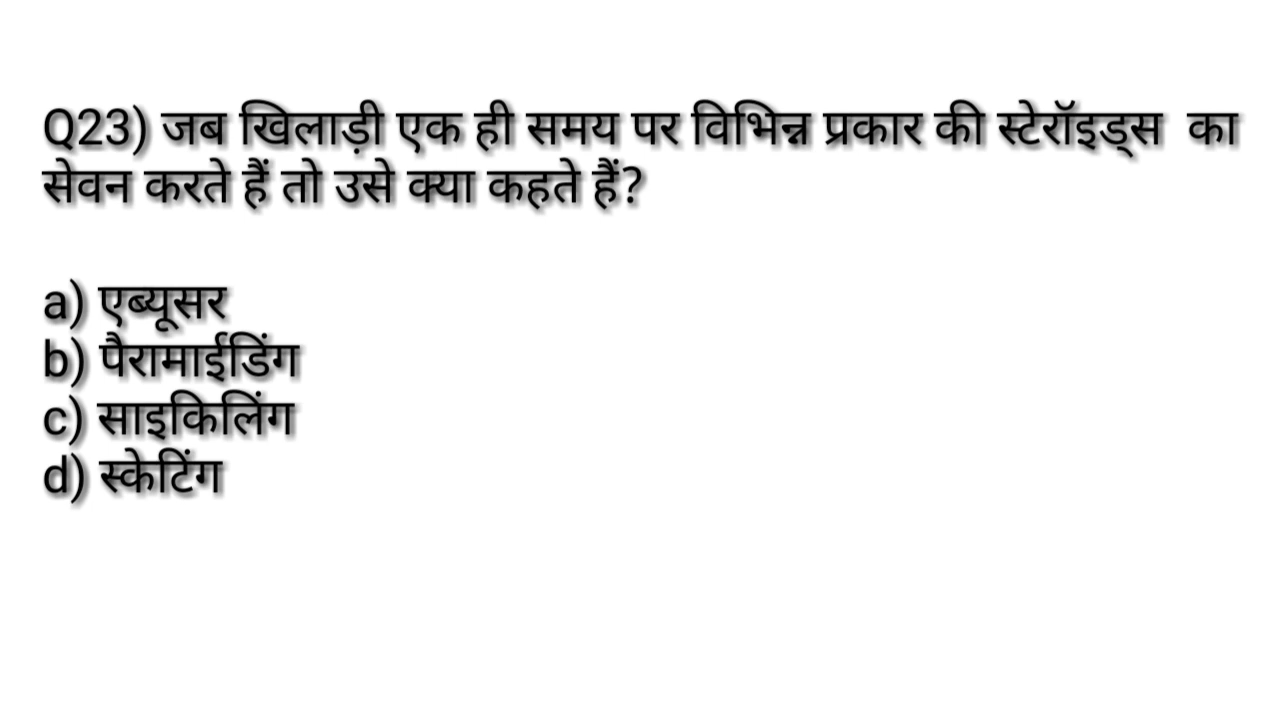 Q23) जब खिलाड़ी एक ही समय पर विभिन्न प्रकार की स्टेरॉइड्स का
सेवन करते हैं तो उसे क्या कहते हैं?
a) एब्यूसर
b) पैरामाईडिंग
c) साइकिलिंग
d) स्केटिंग